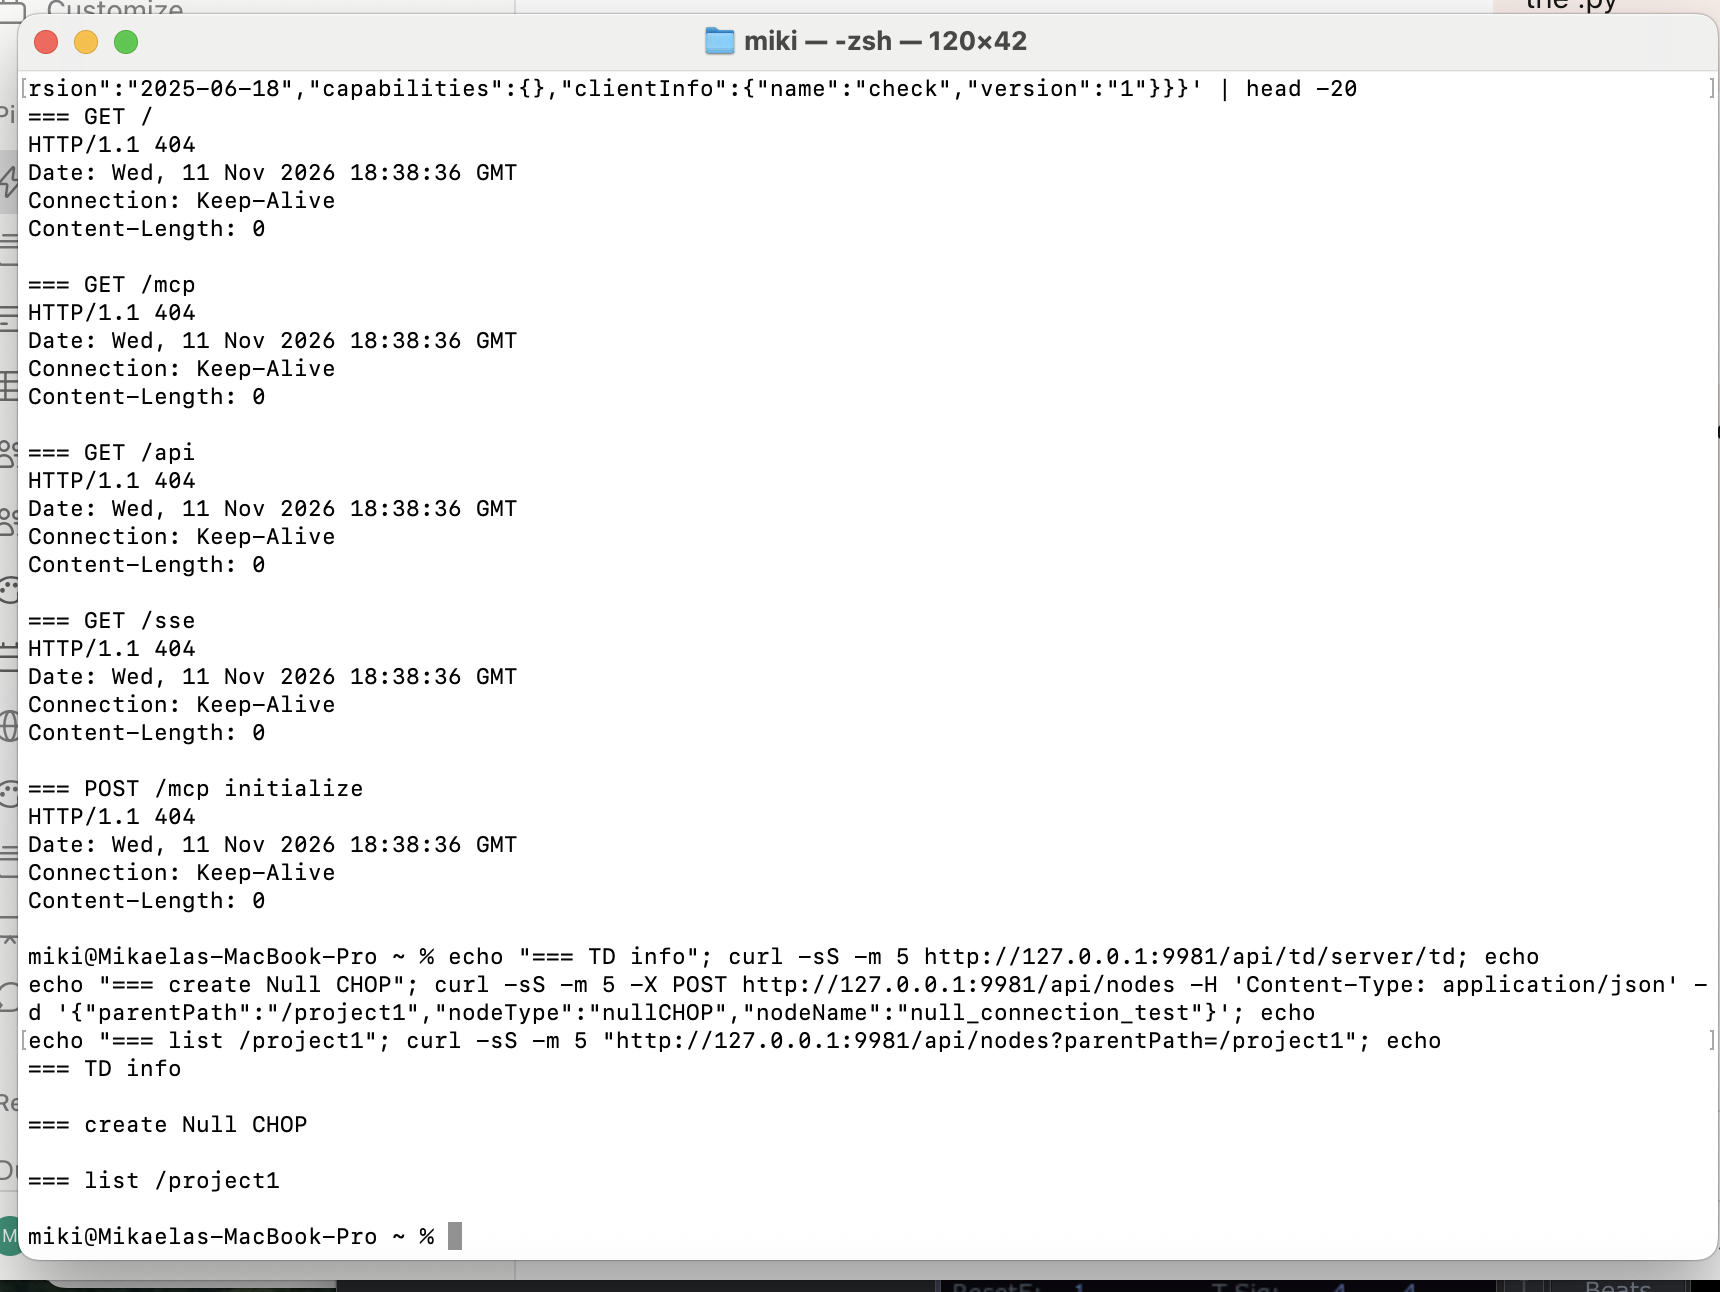 Customize
the .py
miki — -zsh — 120×42
rsion":"2025-06-18","capabilities":{},"clientInfo":{"name":"check","version":"1"}}}' | head -20
=== GET /
HTTP/1.1 404
Date: Wed, 11 Nov 2026 18:38:36 GMT
Connection: Keep-Alive
Content-Length: 0
=== GET /mcp
HTTP/1.1 404
Date: Wed, 11 Nov 2026 18:38:36 GMT
Connection: Keep-Alive
Content-Length: 0
=== GET /api
HTTP/1.1 404
Date: Wed, 11 Nov 2026 18:38:36 GMT
Connection: Keep-Alive
Content-Length: 0
=== GET /sse
HTTP/1.1 404
Date: Wed, 11 Nov 2026 18:38:36 GMT
Connection: Keep-Alive
Content-Length: 0
=== POST /mcp initialize
HTTP/1.1 404
Date: Wed, 11 Nov 2026 18:38:36 GMT
Connection: Keep-Alive
Content-Length: 0
miki@Mikaelas-MacBook-Pro ~ % echo "=== TD info"; curl -sS -m 5 http://127.0.0.1:9981/api/td/server/td; echo
echo "=== create Null CHOP"; curl -sS -m 5 -X POST http://127.0.0.1:9981/api/nodes -H 'Content-Type: application/json' -
d '{"parentPath":"/project1","nodeType":"nullCHOP","nodeName":"null_connection_test"}'; echo
echo "=== list /project1"; curl -sS -m 5 "http://127.0.0.1:9981/api/nodes?parentPath=/project1"; echo
=== TD info
=== create Null CHOP
=== list /project1
miki@Mikaelas-MacBook-Pro ~ %
M
Beats